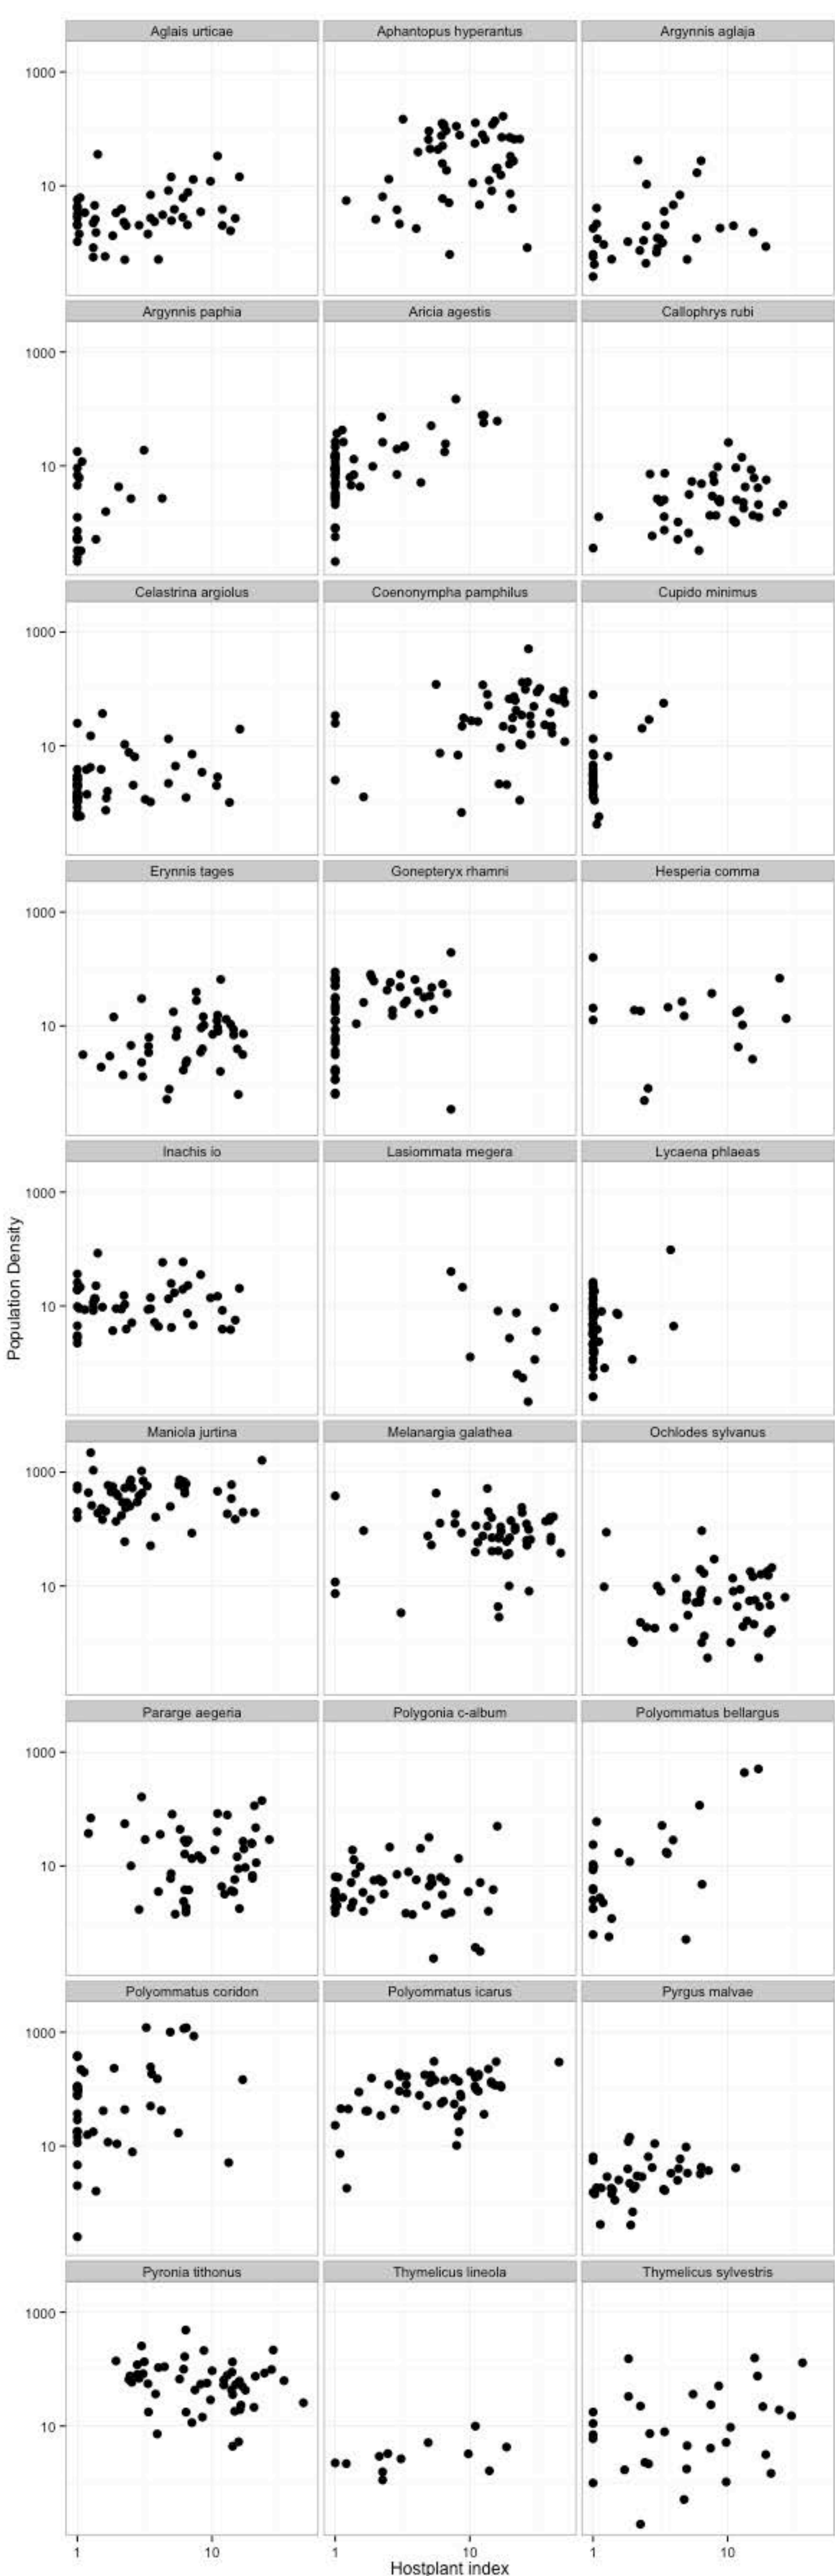 Aglais urticae
Aphantopus hyperantus
Argynnis aglaja
1000
10
Argynnis paphia
Aricia agestis
Callophrys rubi
1000
10
Celastrina argiolus
Coenonympha pamphilus
Cupido minimus
1000
10
Erynnis tages
Gonepteryx rhamni
Hesperia comma
1000
10
Inachis io
Lasiommata megera
Lycaena phlaeas
1000
10
Population Density
Maniola jurtina
Melanargia galathea
Ochlodes sylvanus
1000
10
Pararge aegeria
Polygonia c-album
Polyommatus bellargus
1000
10
Polyommatus coridon
Polyommatus icarus
Pyrgus malvae
1000
10
Pyronia tithonus
Thymelicus lineola
Thymelicus sylvestris
1000
10
1 10 1 10 1 10
Hostplant index